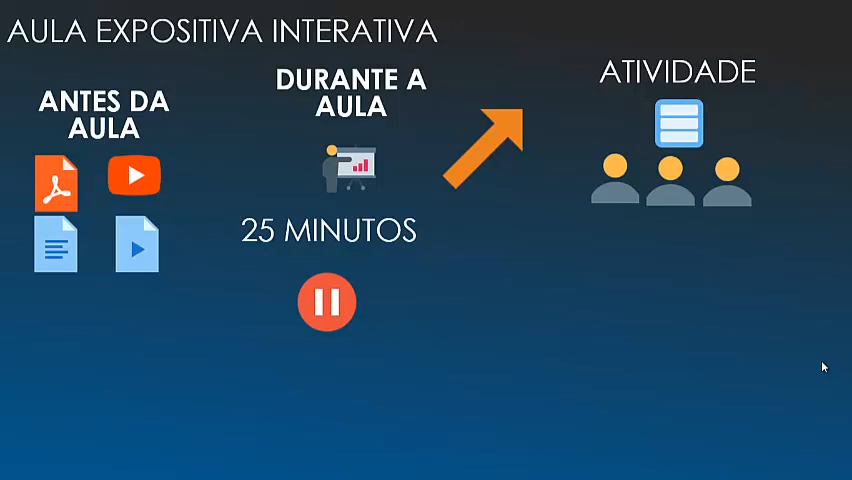 AULA EXPOSITIVA INTERATIVA
ANTES DA
AULA
DURANTE A
AULA
25 MINUTOS
ATIVIDADE